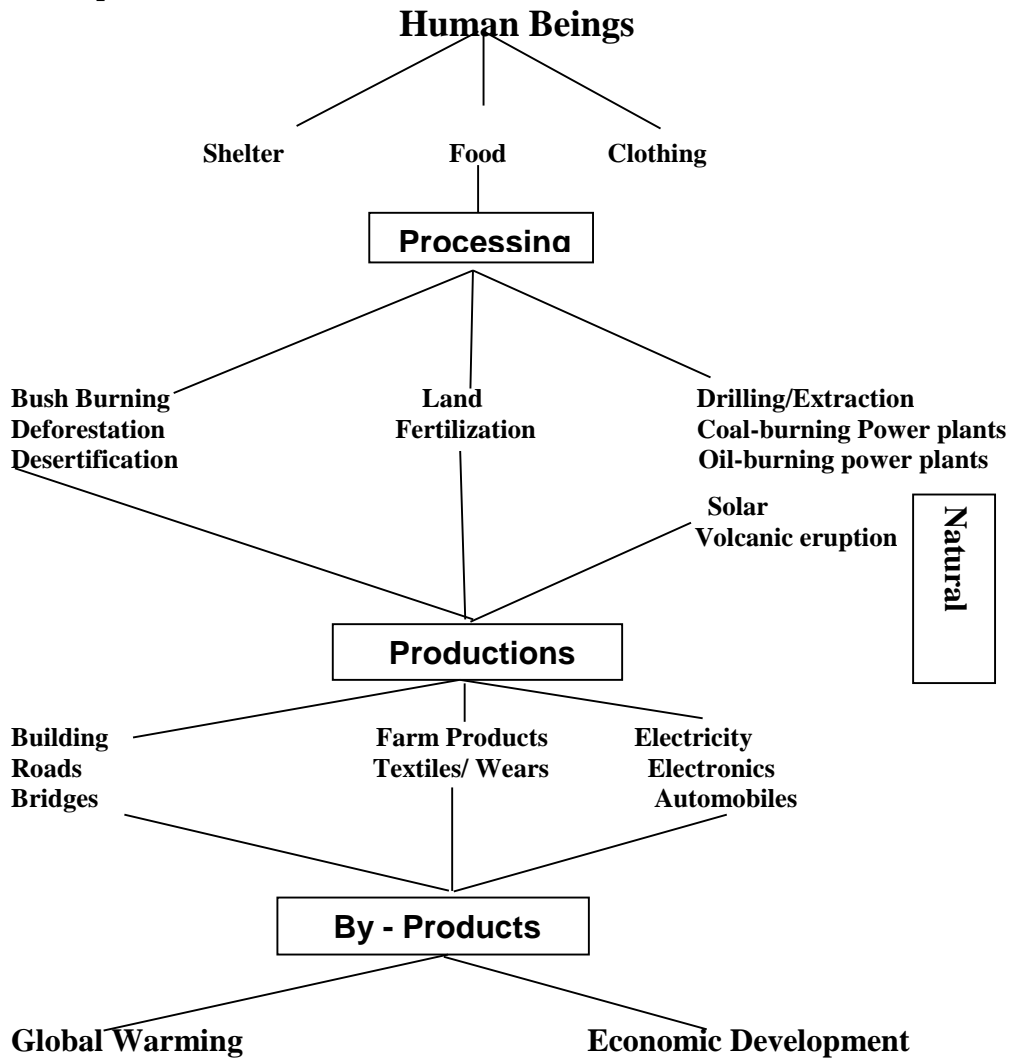 Human Beings
Shelter Food Clothing
Processing
Bush Burning Land Drilling/Extraction
Deforestation Fertilization Coal-burning Power plants
Desertification Oil-burning power plants
Solar
Volcanic eruption
Natural
Productions
Building Farm Products Electricity
Roads Textiles/ Wears Electronics
Bridges Automobiles
By - Products
Global Warming Economic Development